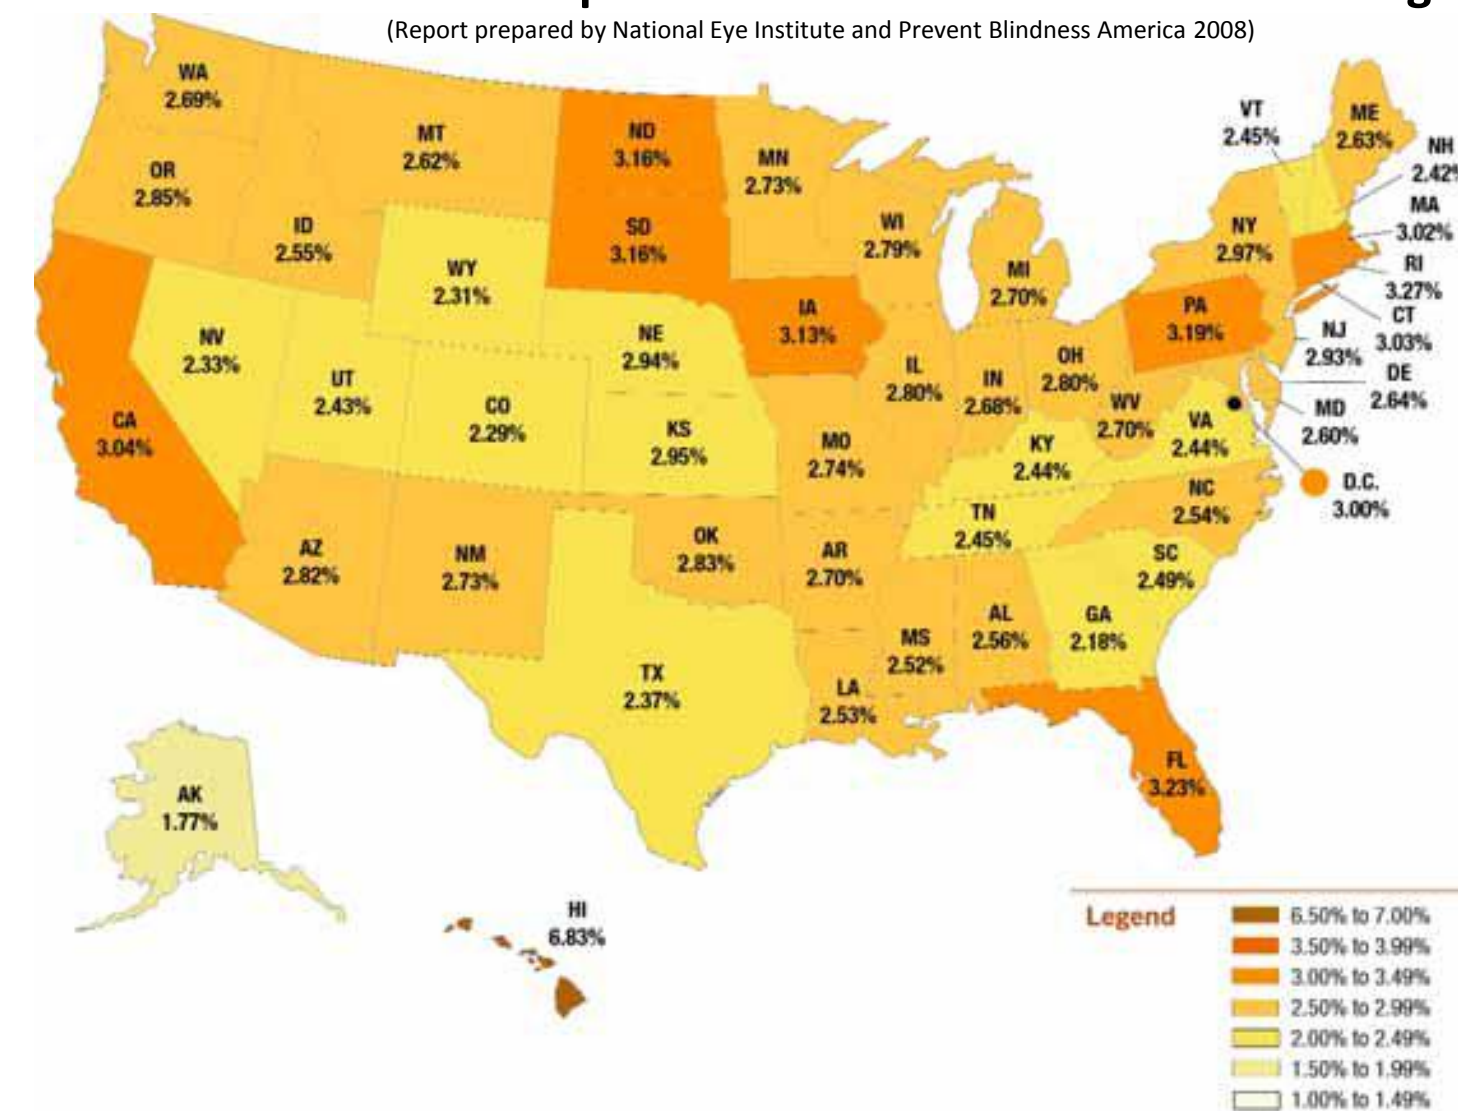 (Report prepared by National Eye Institute and Prevent Blindness America 2008)
WA
2.69%
MT
2.62%
ND
3.16%
MN
2.73%
VT
2.45%
ME
2.63%
NH
2.42%
OR
2.85%
ID
2.55%
SD
3.16%
WI
2.79%
NY
2.97%
MA
3.02%
WY
2.31%
MI
2.70%
RI
3.27%
NV
2.33%
NE
2.94%
IA
3.13%
PA
3.19%
CT
3.03%
NJ
2.93%
UT
2.43%
CO
2.29%
IL
2.80%
IN
2.68%
OH
2.80%
DE
2.64%
CA
3.04%
KS
2.95%
MO
2.74%
KY
2.44%
WV
2.70%
VA
2.44%
MD
2.60%
D.C.
3.00%
AZ
2.82%
NM
2.73%
OK
2.83%
AR
2.70%
TN
2.45%
NC
2.54%
SC
2.49%
TX
2.37%
LA
2.53%
MS
2.52%
AL
2.56%
GA
2.18%
FL
3.23%
AK
1.77%
HI
6.83%
Legend
6.50% to 7.00%
3.50% to 3.99%
3.00% to 3.49%
2.50% to 2.99%
2.00% to 2.49%
1.50% to 1.99%
1.00% to 1.49%